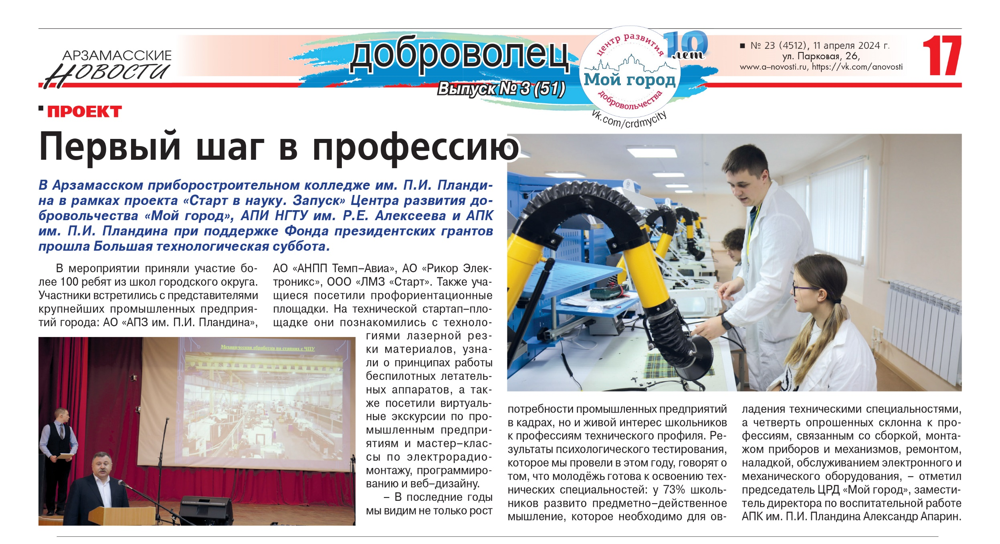 АРЗАМАССКИЕ
НОВОСТИ
доброволец
Выпуск № 3 (51)
центр развития
10
лет
Мой город
добровольчества
vk.com/crdmycity
№ 23 (4512), 11 апреля 2024 г.
ул. Парковая, 26,
www.a–novosti.ru, https://vk.com/anovosti
17
ПРОЕКТ
Первый шаг в профессию
В Арзамасском приборостроительном колледже им. П.И. Планди-
на в рамках проекта «Старт в науку. Запуск» Центра развития до-
бровольчества «Мой город», АПИ НГТУ им. Р.Е. Алексеева и АПК
им. П.И. Пландина при поддержке Фонда президентских грантов
прошла Большая технологическая суббота.
В мероприятии приняли участие бо-
лее 100 ребят из школ городского округа.
Участники встретились с представителями
крупнейших промышленных предприя-
тий города: АО «АПЗ им. П.И. Пландина»,
АО «АНПП Темп–Авиа», АО «Рикор Элек-
троникс», ООО «ЛМЗ «Старт». Также уча-
щиеся посетили профориентационные
площадки. На технической стартап–пло-
щадке они познакомились с техноло-
гиями лазерной рез-
ки материалов, узна-
ли о принципах работы
беспилотных летатель-
ных аппаратов, а так-
же посетили виртуаль-
ные экскурсии по про-
мышленным предпри-
ятиям и мастер–клас-
сы по электрорадио-
монтажу, программиро-
ванию и веб–дизайну.
– В последние годы
мы видим не только рост
потребности промышленных предприятий
в кадрах, но и живой интерес школьников
к профессиям технического профиля. Ре-
зультаты психологического тестирования,
которое мы провели в этом году, говорят о
том, что молодёжь готова к освоению тех-
нических специальностей: у 73% школь-
ников развито предметно–действенное
мышление, которое необходимо для ов-
ладения техническими специальностями,
а четверть опрошенных склонна к про-
фессиям, связанным со сборкой, монта-
жом приборов и механизмов, ремонтом,
наладкой, обслуживанием электронного и
механического оборудования, – отметил
председатель ЦРД «Мой город», замести-
тель директора по воспитательной работе
АПК им. П.И. Пландина Александр Апарин.
Механическая обработка на станках с ЧПУ